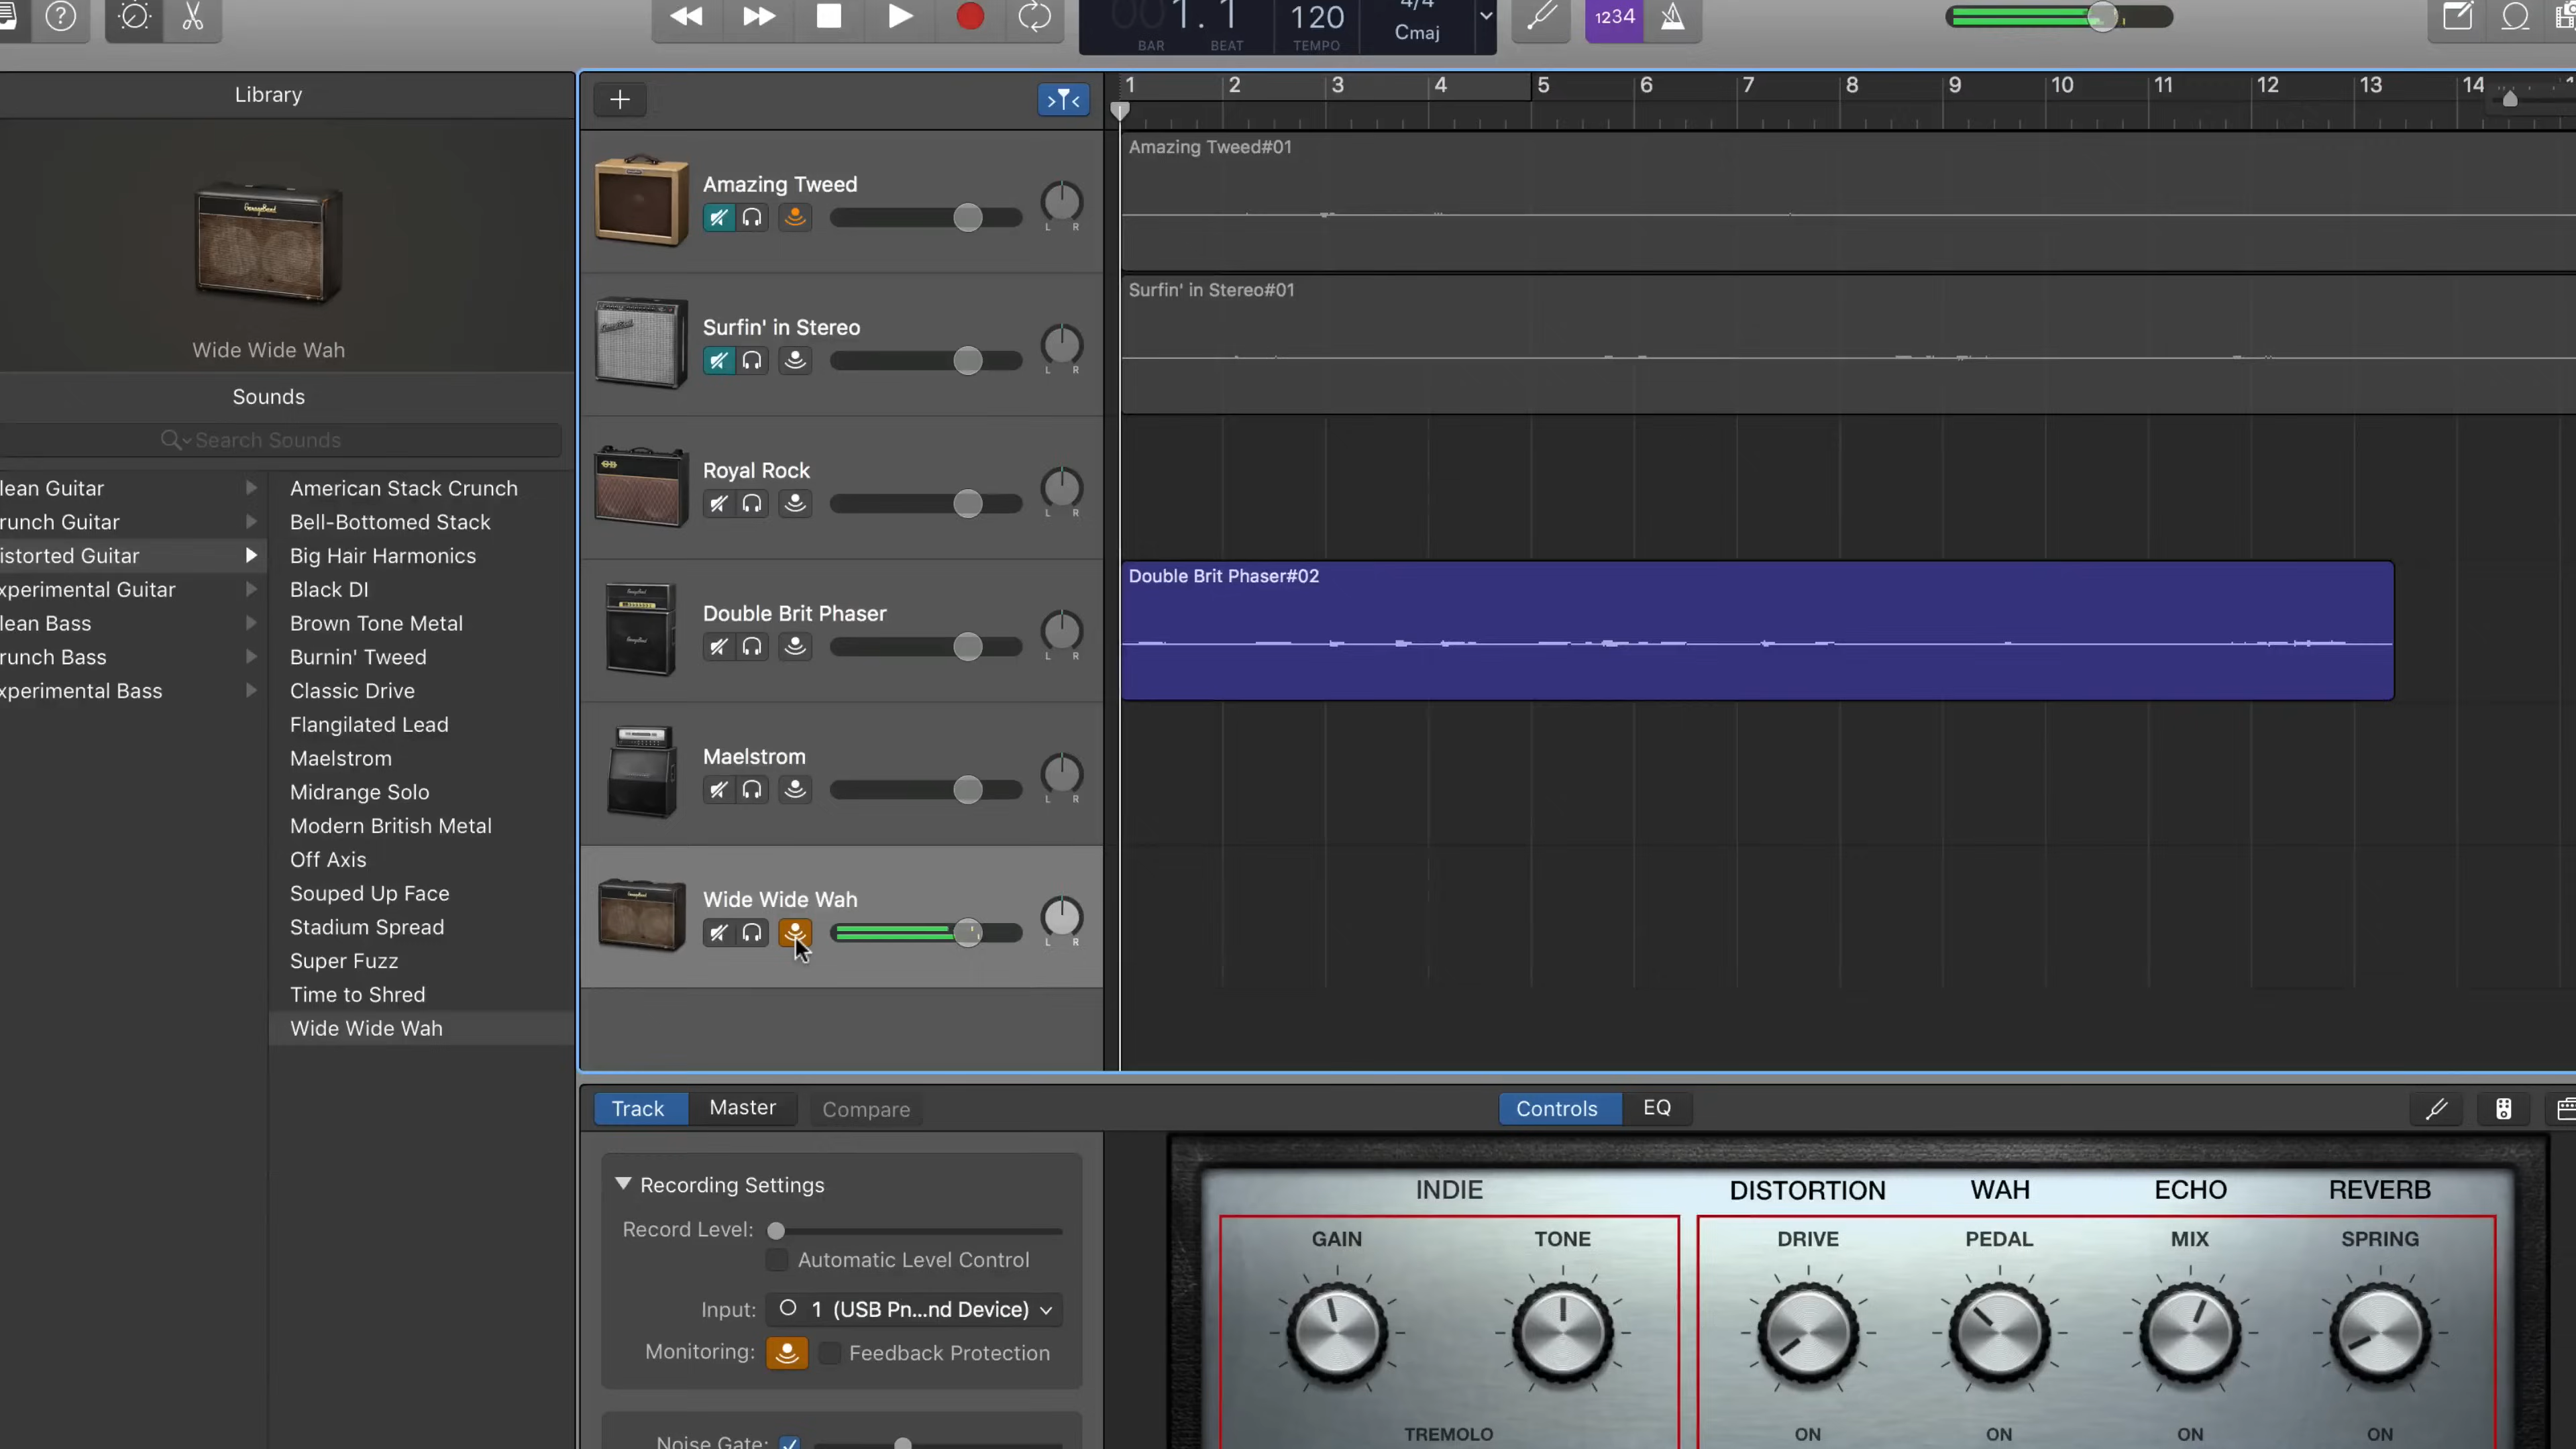 001. 1
BAR BEAT
120
TEMPO
4/4
Cmaj
1234
Library
Wide Wide Wah
Sounds
Search Sounds
lean Guitar
runch Guitar
istorted Guitar
xperimental Guitar
lean Bass
runch Bass
xperimental Bass
American Stack Crunch
Bell-Bottomed Stack
Big Hair Harmonics
Black DI
Brown Tone Metal
Burnin' Tweed
Classic Drive
Flangilated Lead
Maelstrom
Midrange Solo
Modern British Metal
Off Axis
Souped Up Face
Stadium Spread
Super Fuzz
Time to Shred
Wide Wide Wah
1 2 3 4 5 6 7 8 9 10 11 12 13 14
Amazing Tweed
L R
Amazing Tweed#01
Surfin' in Stereo
L R
Surfin' in Stereo#01
Royal Rock
L R
Double Brit Phaser
L R
Double Brit Phaser#02
Maelstrom
L R
Wide Wide Wah
L R
Track Master Compare
Controls EQ
Recording Settings
Record Level:
Automatic Level Control
Input: 1 (USB Pn...nd Device)
Monitoring: Feedback Protection
Noise Gate:
INDIE DISTORTION WAH ECHO REVERB
GAIN TONE DRIVE PEDAL MIX SPRING
TREMOLO ON ON ON ON